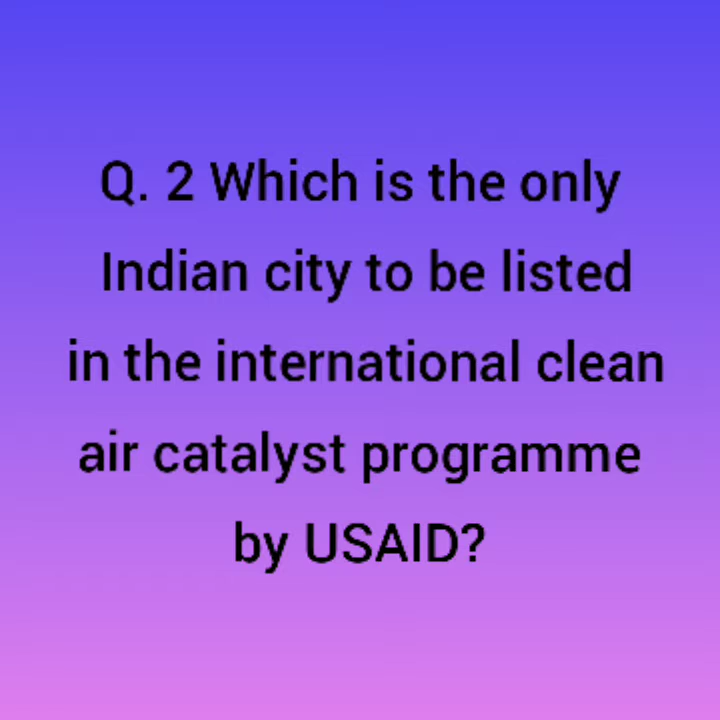 Q. 2 Which is the only
Indian city to be listed
in the international clean
air catalyst programme
by USAID?